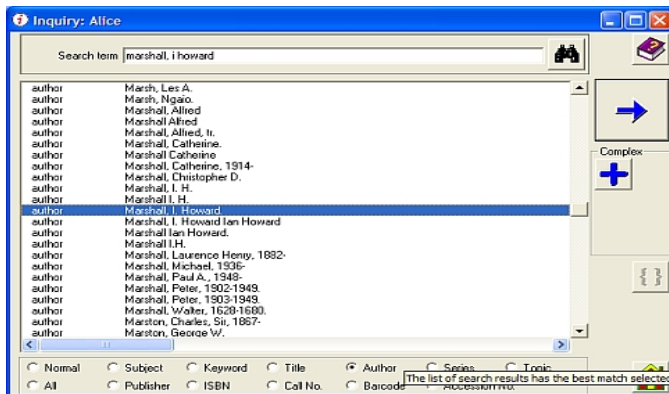 Inquiry: Alice
Search term marshall, i howard
author Marsh, Les A.
author Marsh, Ngaio.
author Marshall, Alfred
author Marshall Alfred
author Marshall, Alfred, tr.
author Marshall, Catherine.
author Marshall Catherine
author Marshall, Catherine, 1914-
author Marshall, Christopher D.
author Marshall, I. H.
author Marshall I. H.
author Marshall, I. Howard
author Marshall, I. Howard Ian Howard
author Marshall Ian Howard.
author Marshall I.H.
author Marshall, Laurence Henry, 1882-
author Marshall, Michael, 1936-
author Marshall, Paul A., 1948-
author Marshall, Peter, 1902-1949.
author Marshall, Peter, 1903-1949.
author Marshall, Walter, 1628-1680.
author Marston, Charles, Sir, 1867-
author Marston, George W.
Complex
Normal Subject Keyword Title Author Series Topic
All Publisher ISBN Call No. Barcode Accession No.
The list of search results has the best match selected